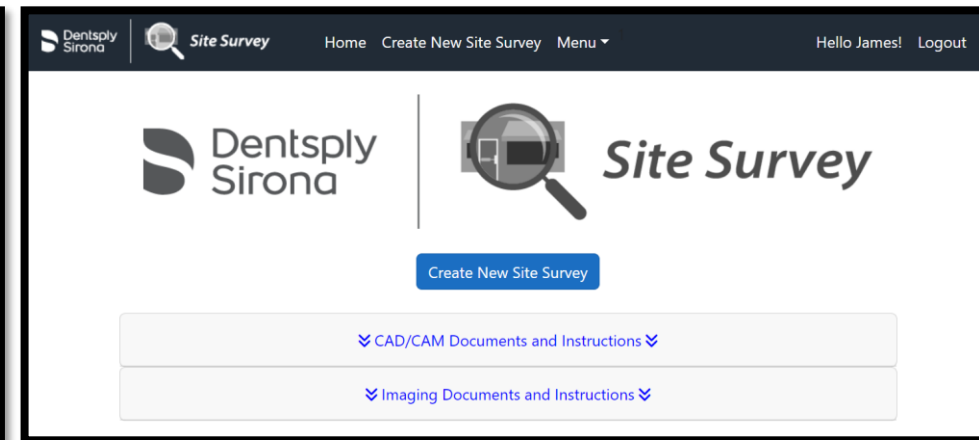 Dentsply Sirona Site Survey Home Create New Site Survey Menu Hello James! Logout
Dentsply
Sirona
Site Survey
Create New Site Survey
CAD/CAM Documents and Instructions
Imaging Documents and Instructions